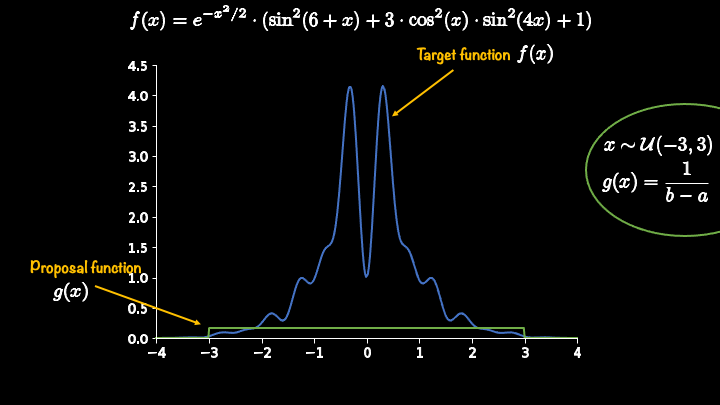 f(x) = e^{-x^2/2} · (sin^2(6 + x) + 3 · cos^2(x) · sin^2(4x) + 1)
Target function f(x)
4.5
4.0
3.5
3.0
2.5
2.0
1.5
1.0
0.5
0.0
Proposal function
g(x)
−4 −3 −2 −1 0 1 2 3 4
x ∼ 𝒰(−3, 3)
g(x) = 1/(b − a)